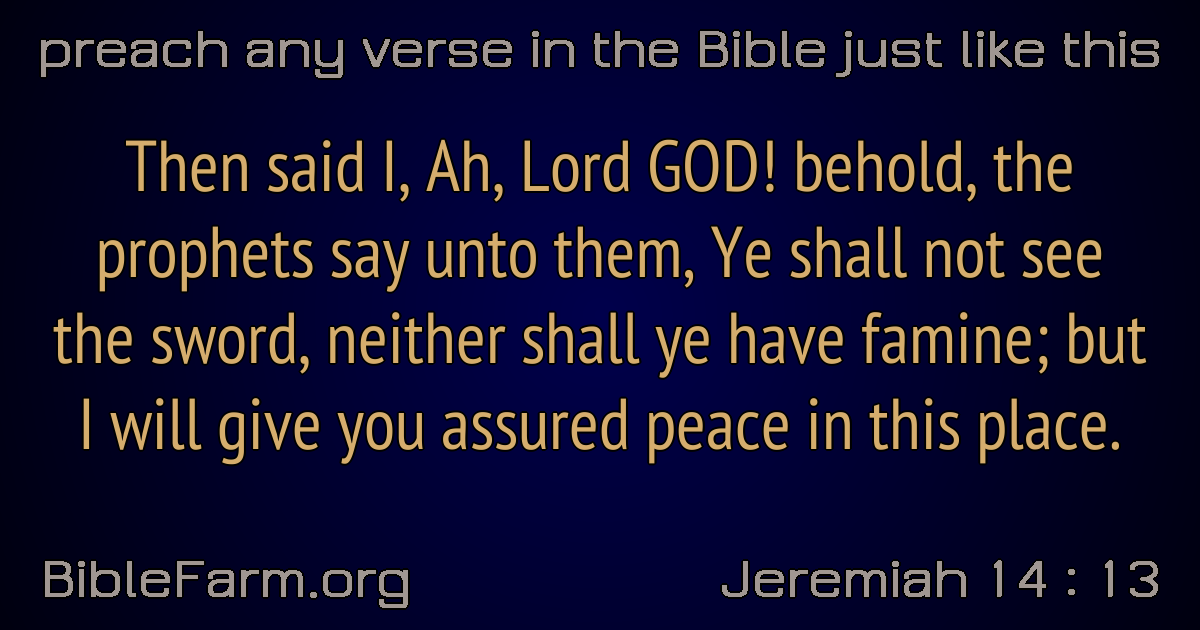 preach any verse in the Bible just like this
Then said I, Ah, Lord GOD! behold, the
prophets say unto them, Ye shall not see
the sword, neither shall ye have famine; but
I will give you assured peace in this place.
BibleFarm.org
Jeremiah 14 : 13